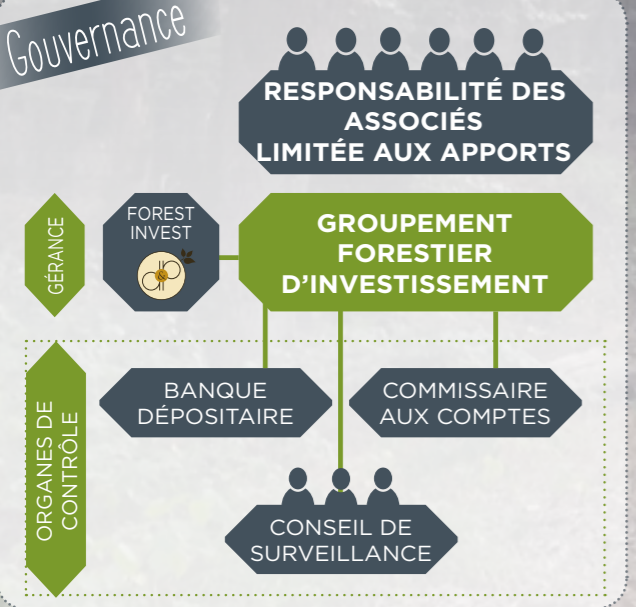 Gouvernance
RESPONSABILITÉ DES
ASSOCIÉS
LIMITÉE AUX APPORTS
GÉRANCE
FOREST
INVEST
GROUPEMENT
FORESTIER
D'INVESTISSEMENT
ORGANES DE
CONTRÔLE
BANQUE
DÉPOSITAIRE
COMMISSAIRE
AUX COMPTES
CONSEIL DE
SURVEILLANCE